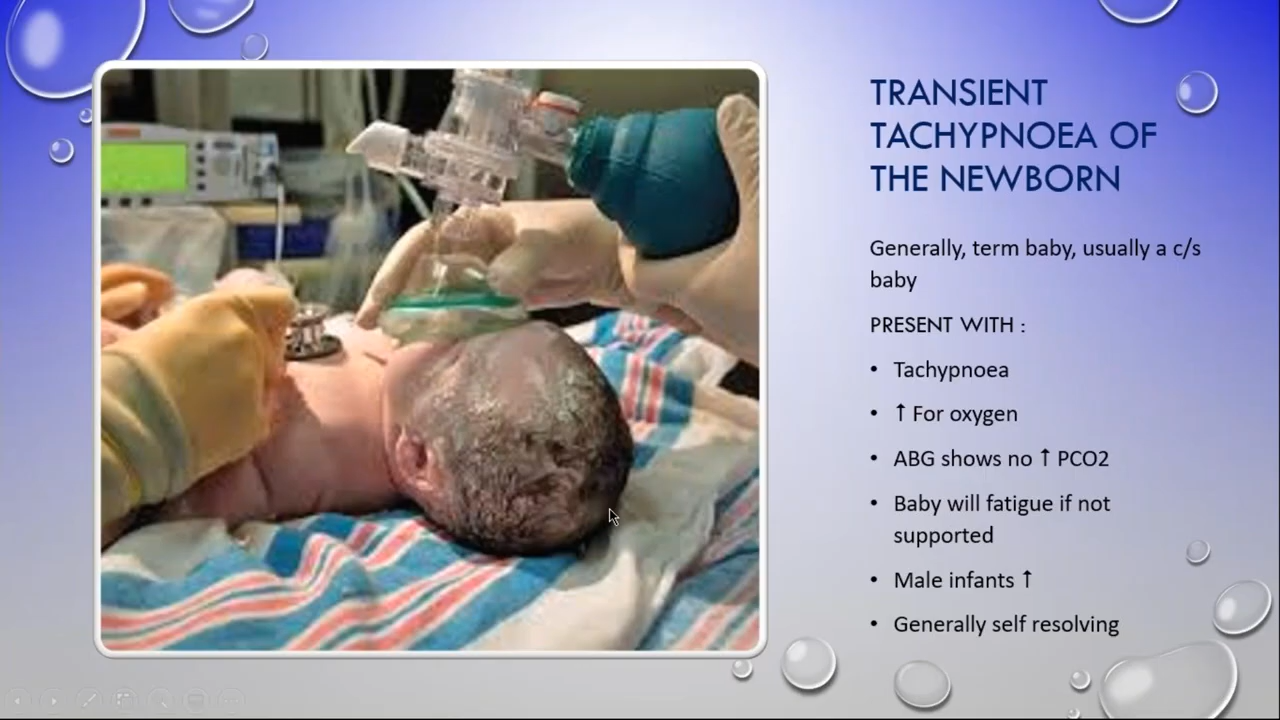 TRANSIENT
TACHYPNOEA OF
THE NEWBORN
Generally, term baby, usually a c/s
baby
PRESENT WITH :
• Tachypnoea
• ↑ For oxygen
• ABG shows no ↑ PCO2
• Baby will fatigue if not
supported
• Male infants ↑
• Generally self resolving